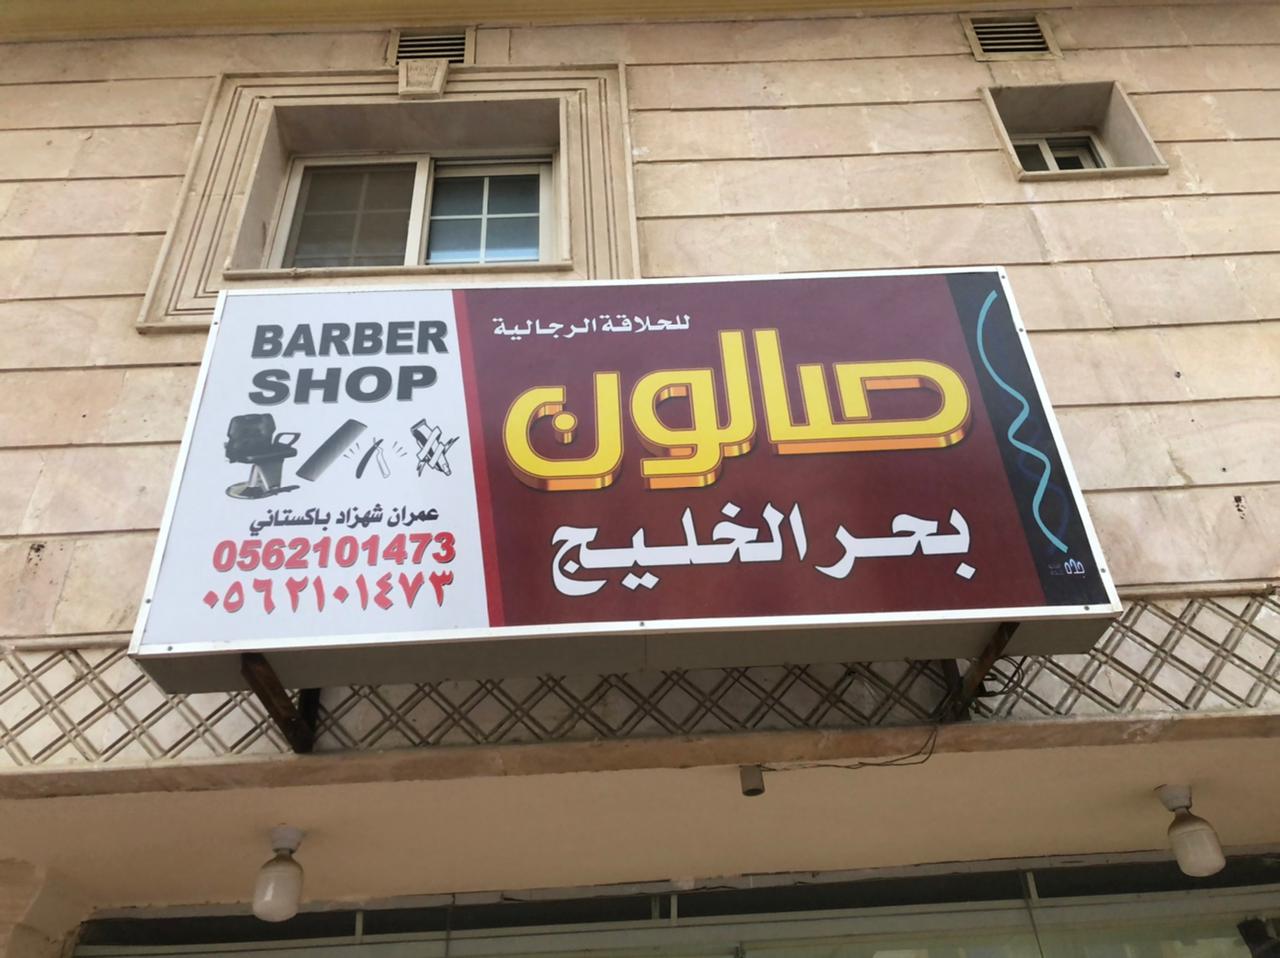 للحلاقة الرجالية
صالون
بحر الخليج
BARBER
SHOP
عمران شهزاد باكستاني
0562101473
٠٥٦٢١٠١٤٧٣